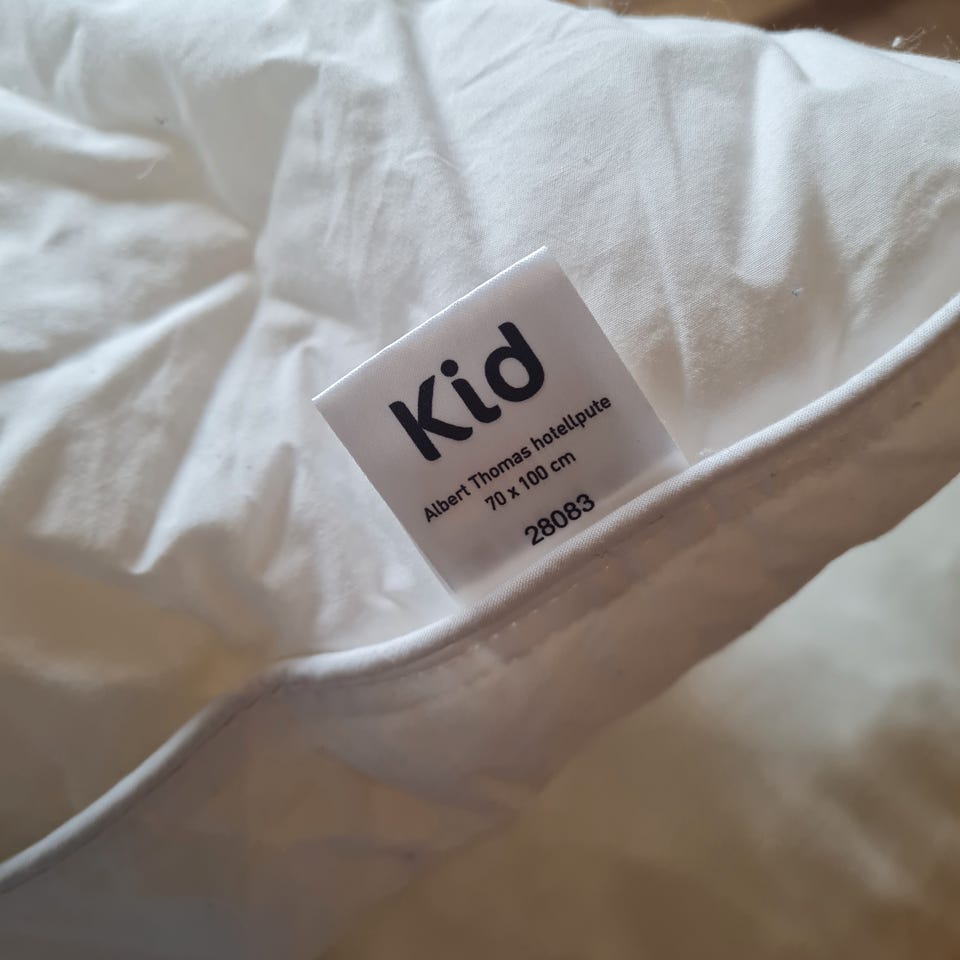 Kid
Albert Thomas hotellpute
70 x 100 cm
28083